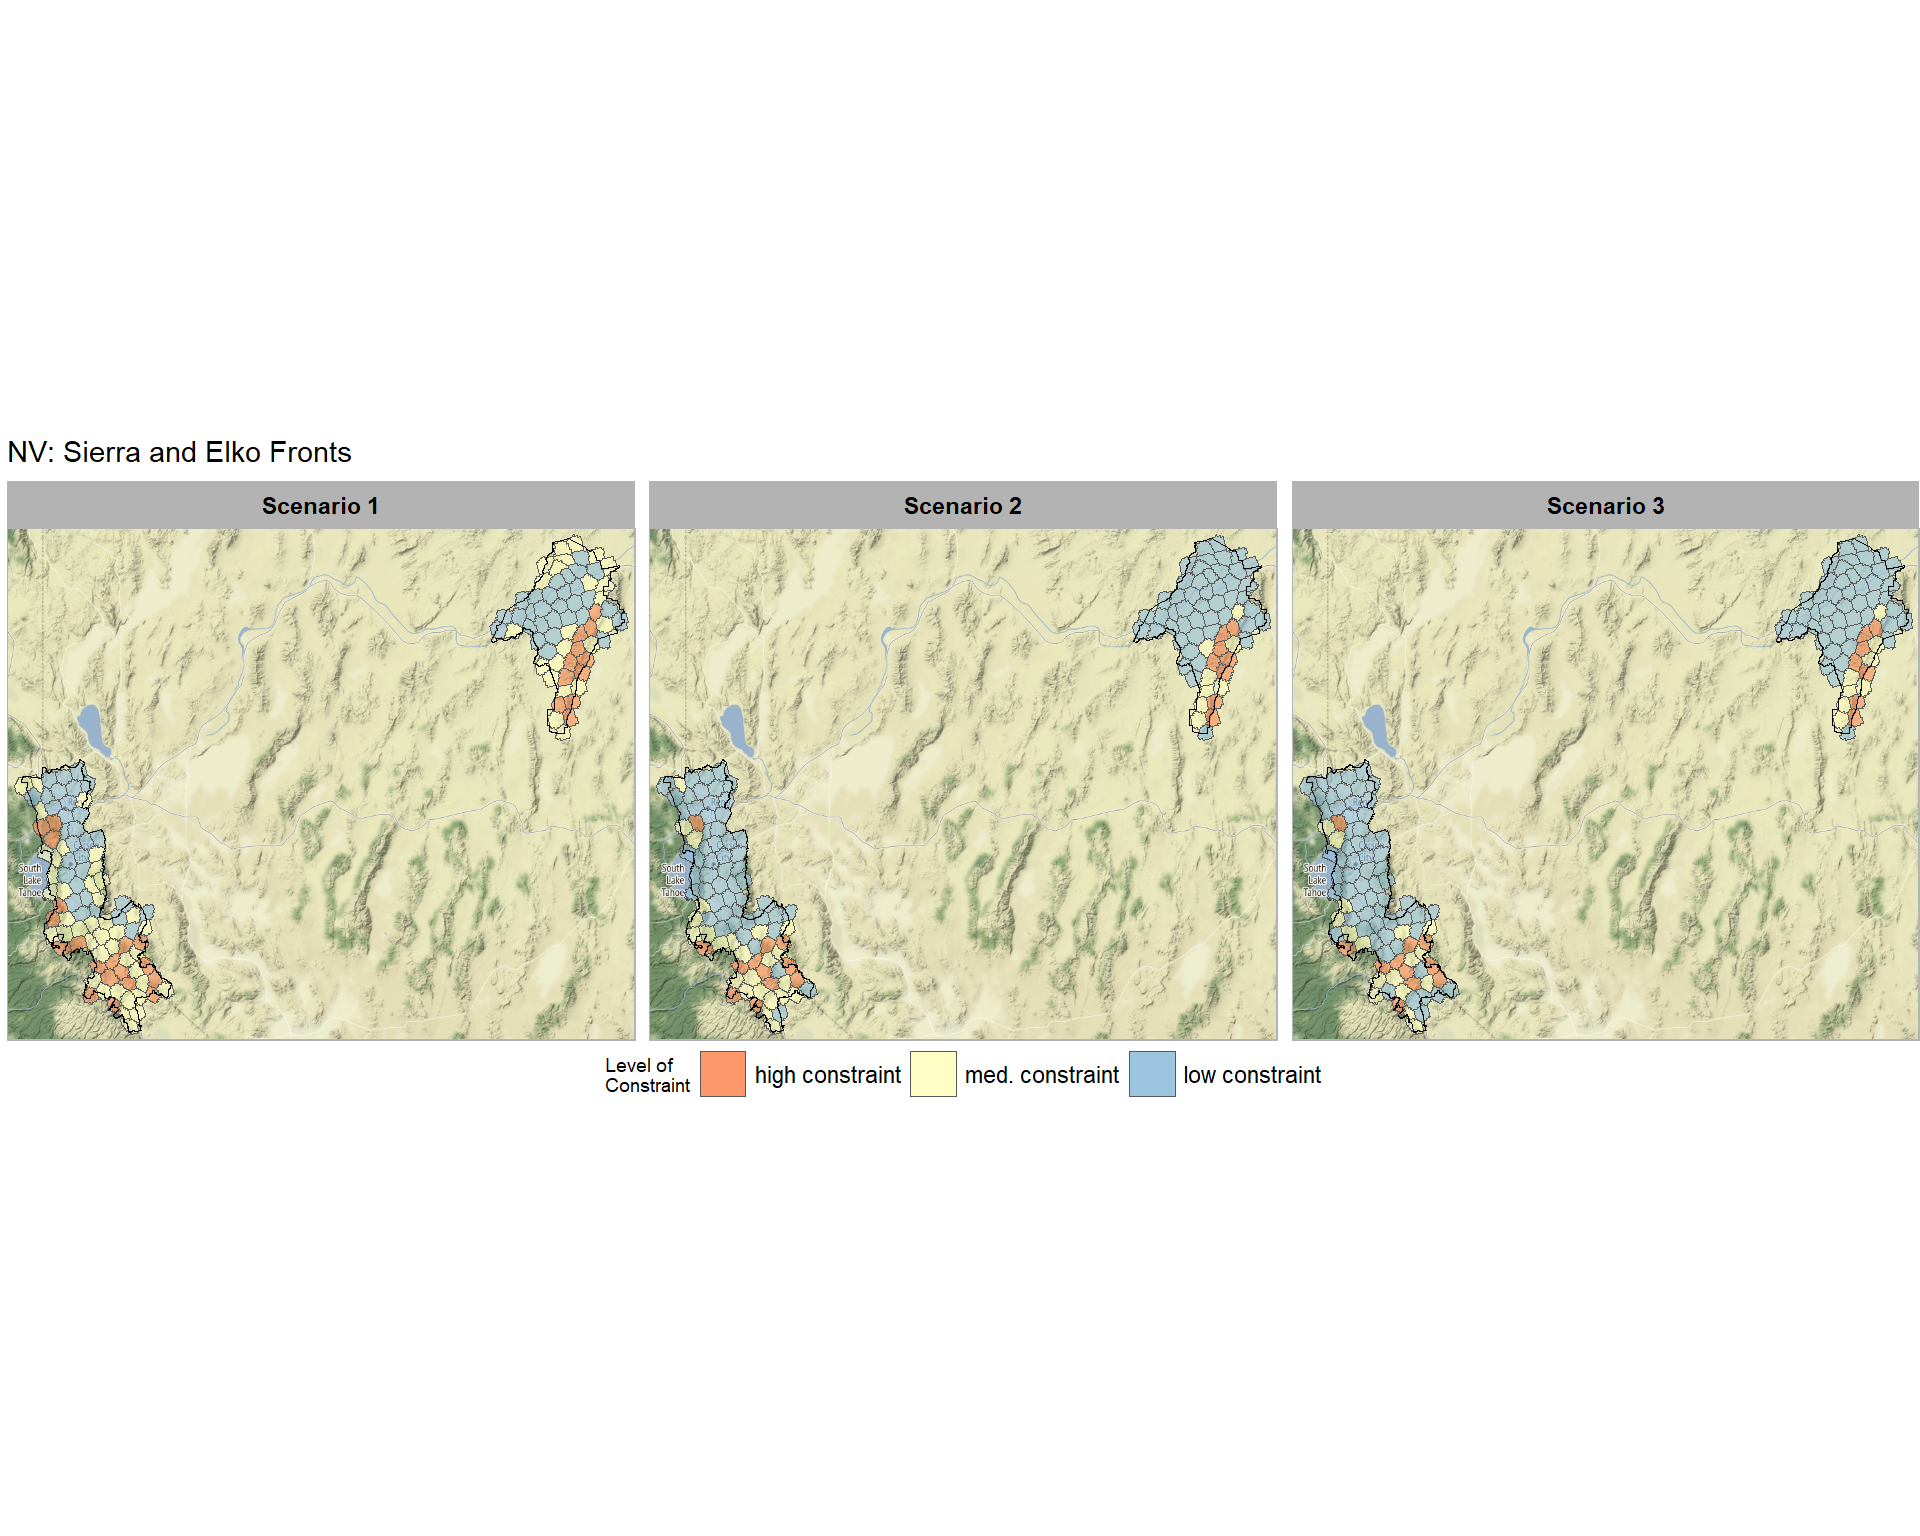 NV: Sierra and Elko Fronts
Scenario 1
Scenario 2
Scenario 3
South
Lake
Tahoe
South
Lake
Tahoe
South
Lake
Tahoe
Level of
Constraint
high constraint
med. constraint
low constraint